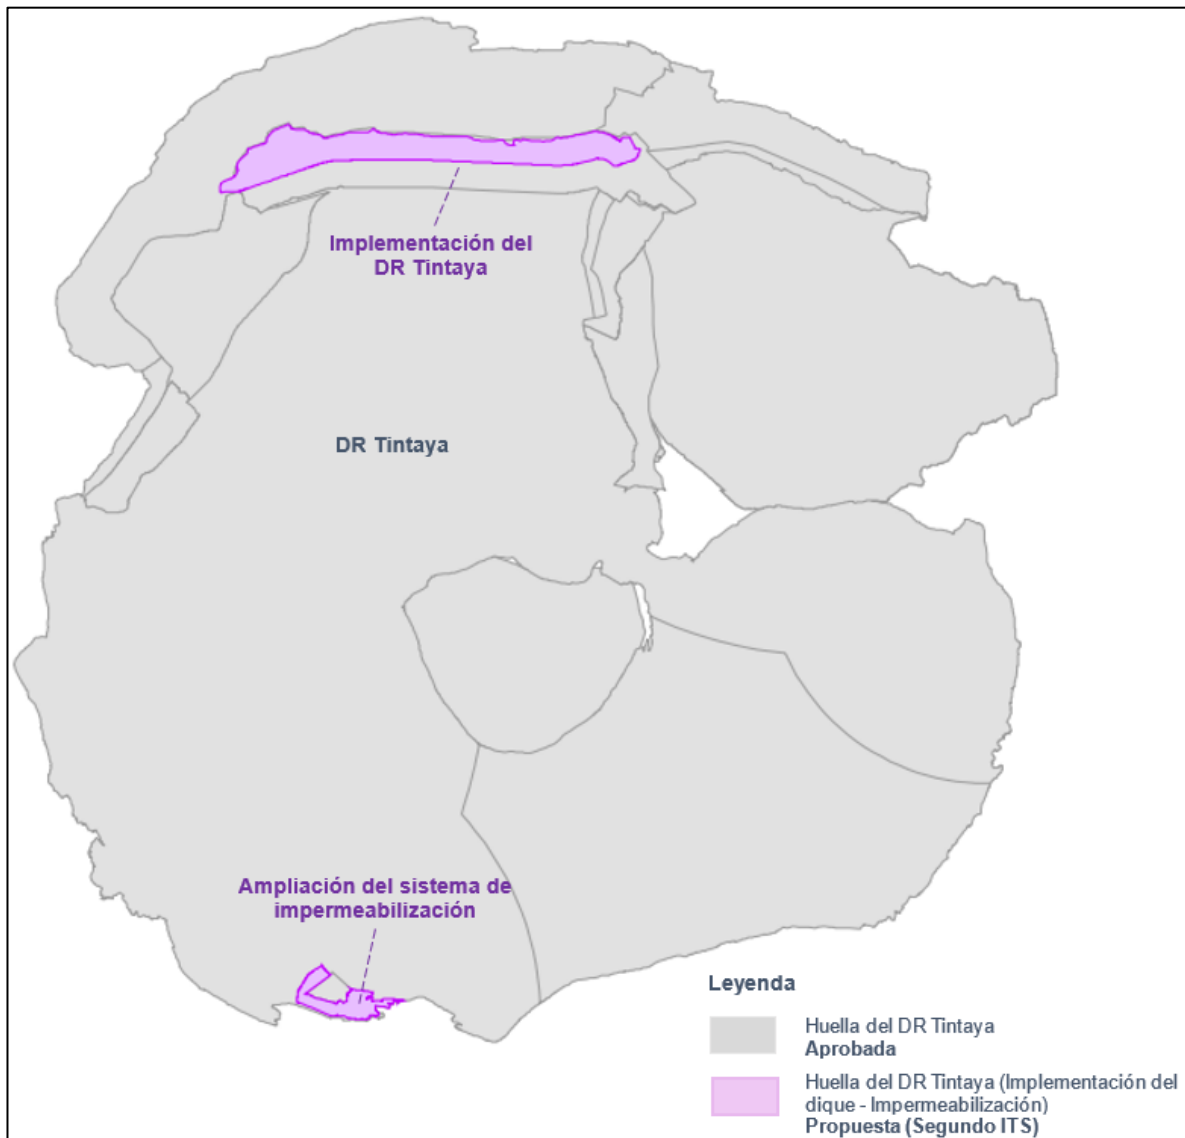 Implementación del
DR Tintaya
DR Tintaya
Ampliación del sistema de
impermeabilización
Leyenda
Huella del DR Tintaya
Aprobada
Huella del DR Tintaya (Implementación del
dique - Impermeabilización)
Propuesta (Segundo ITS)